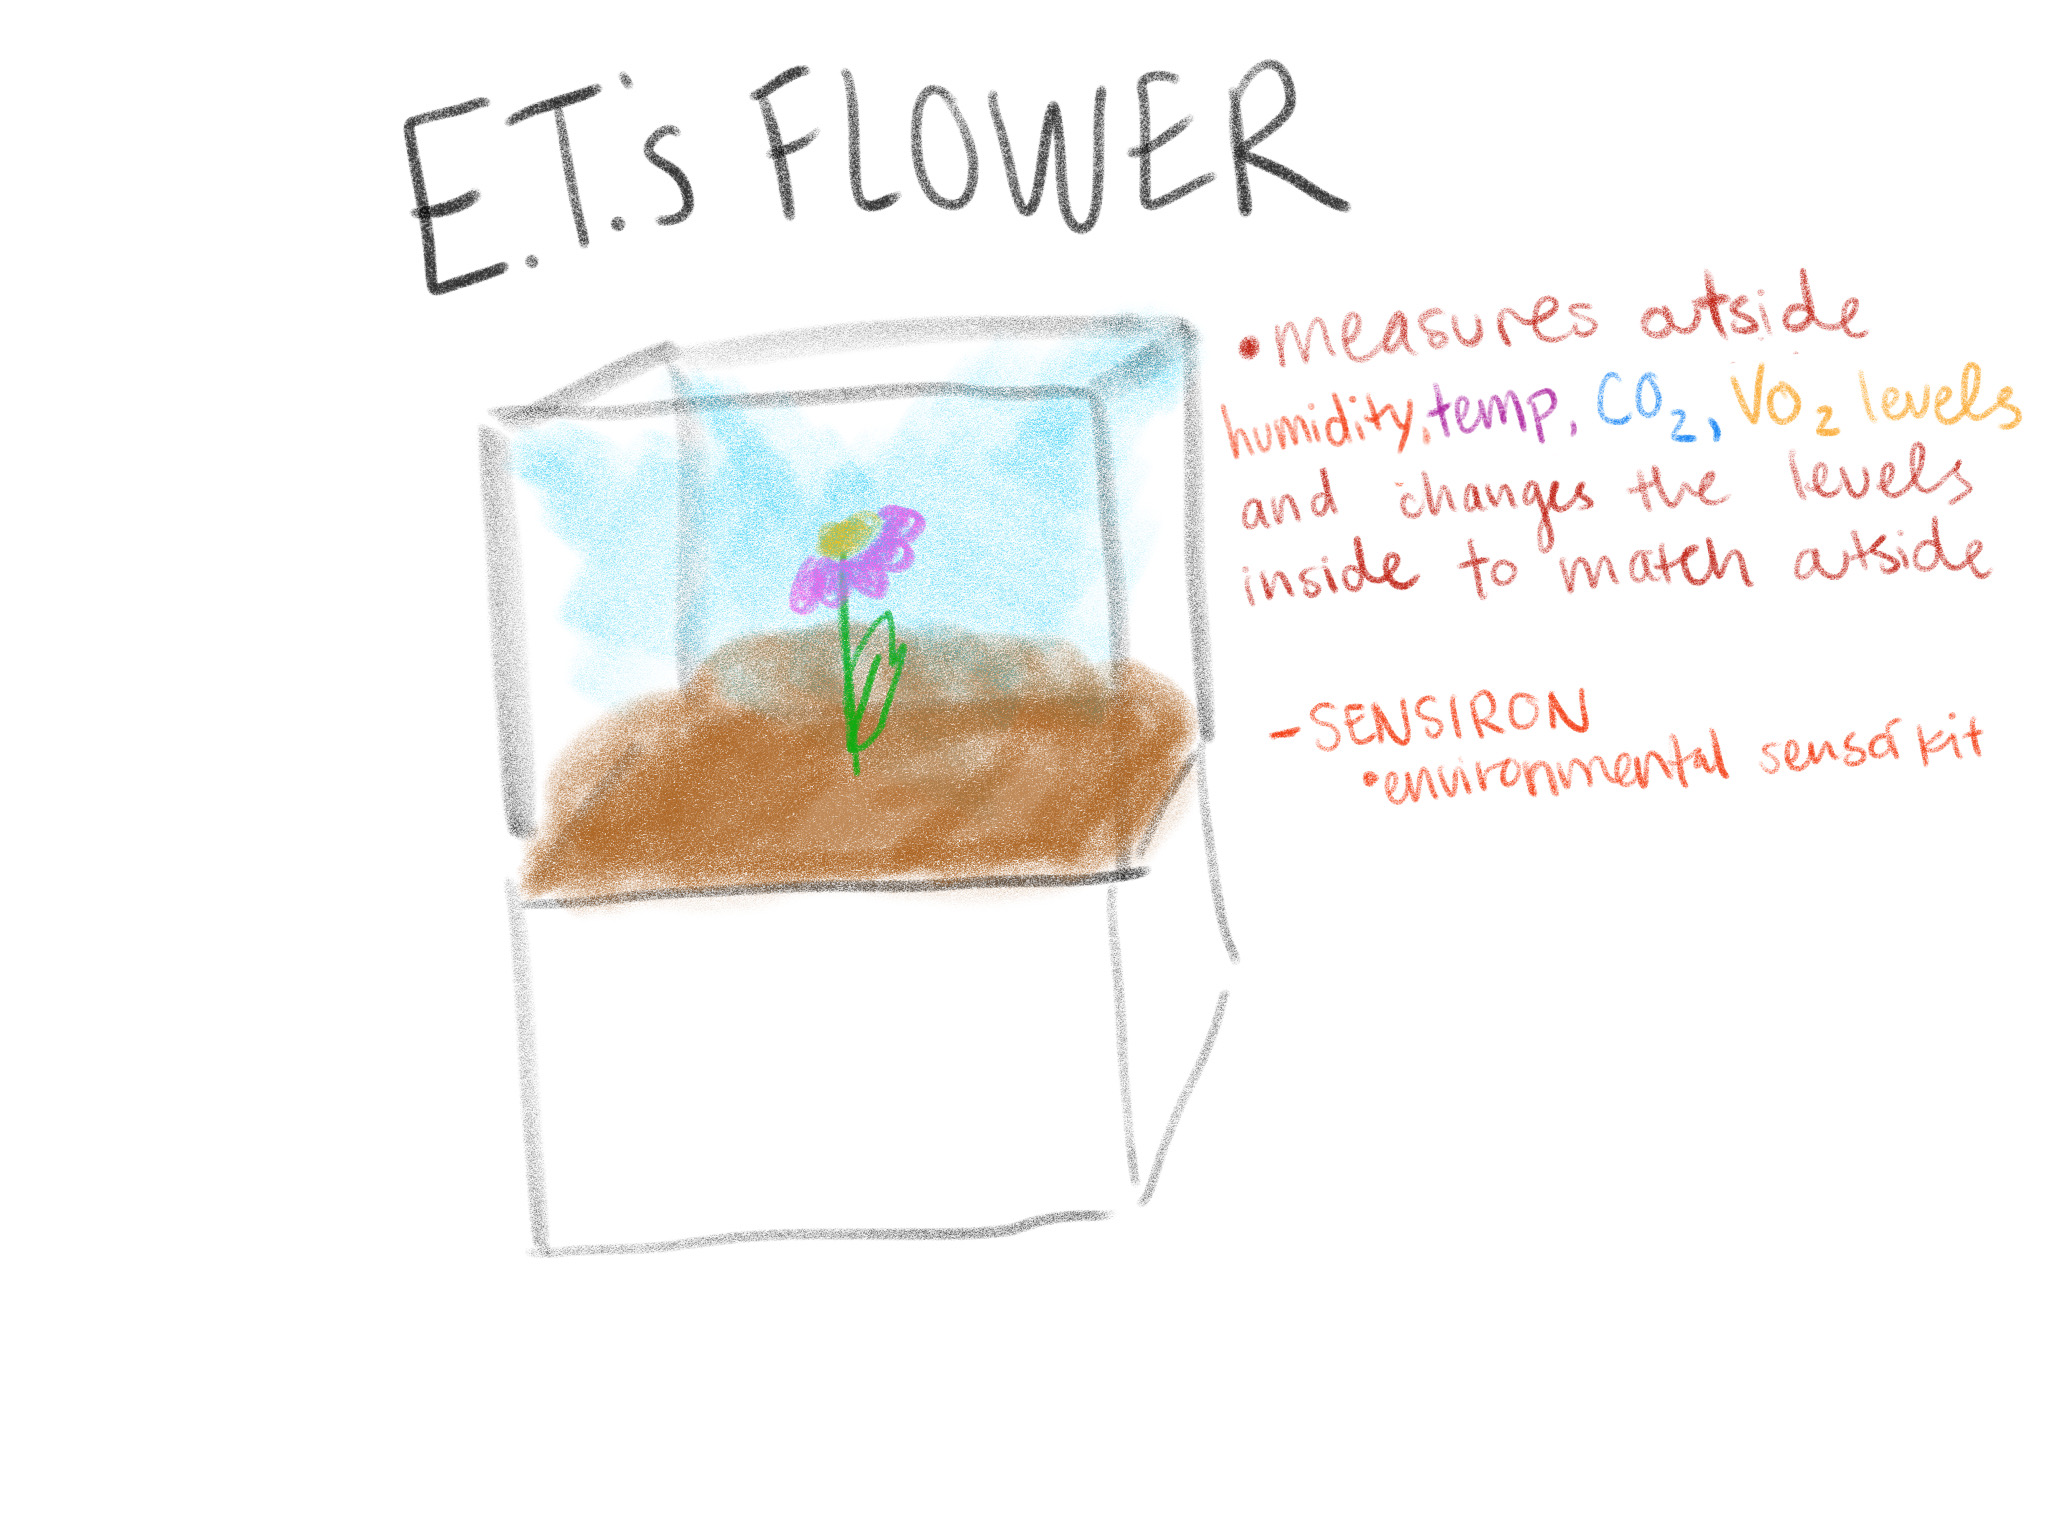 E.T.'s FLOWER
• measures outside
humidity, temp, CO2, VO2 levels
and changes the levels
inside to match outside
- SENSIRON
• environmental sensor kit